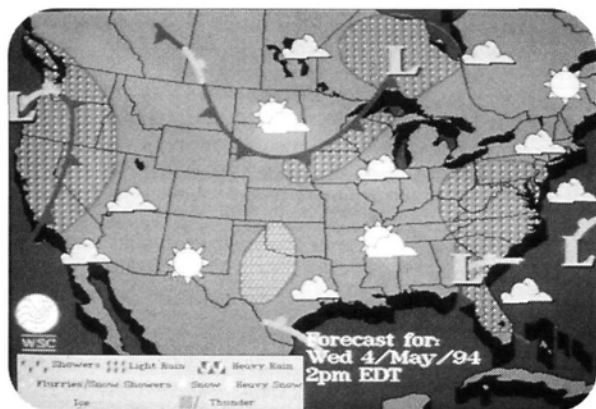 L
L
L
L
WSC
Forecast for:
Wed 4/May/94
2pm EDT
Showers Light Rain Heavy Rain
Flurries/Snow Showers Snow Heavy Snow
Ice Thunder